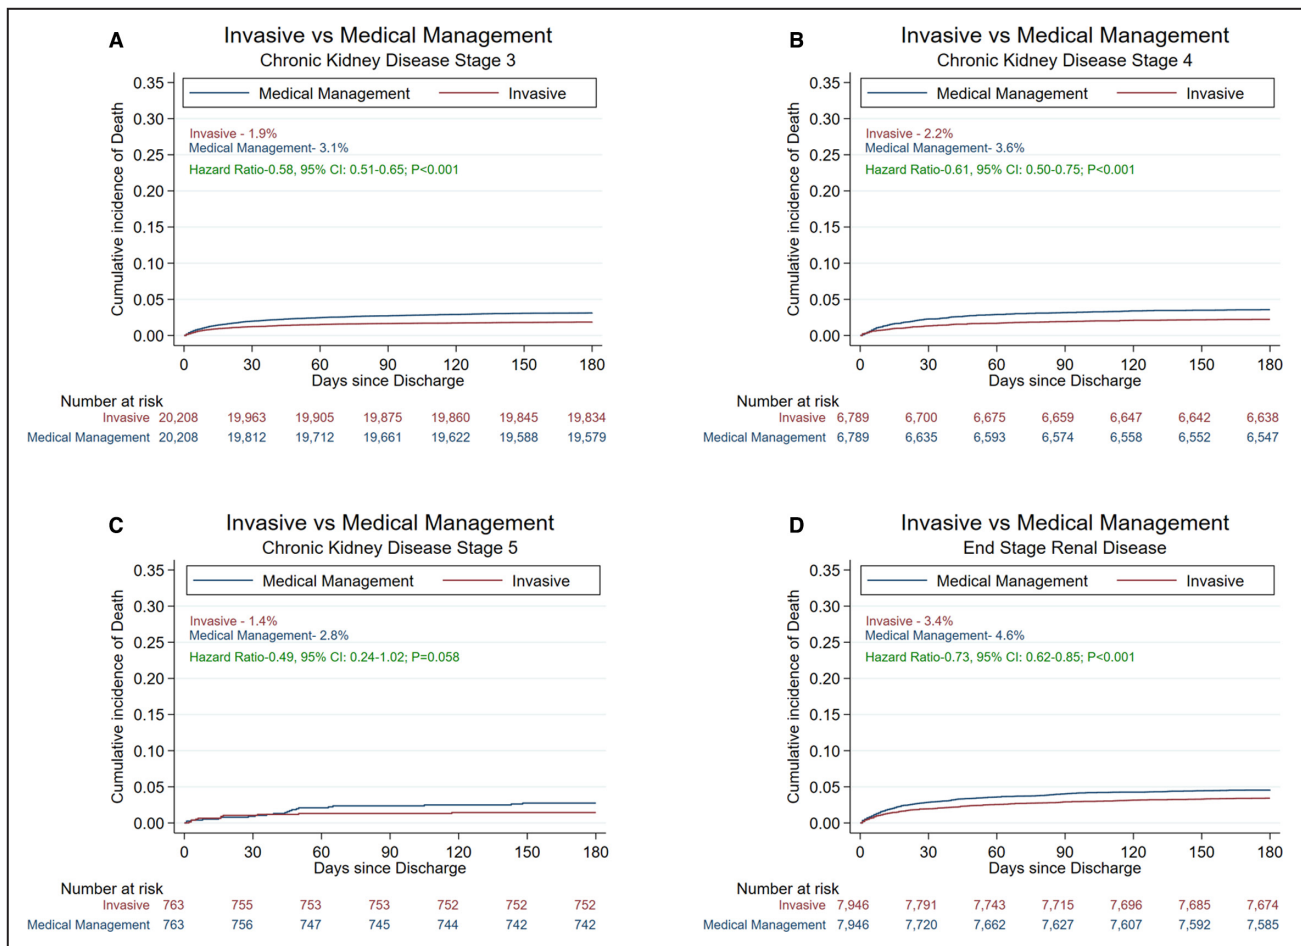 A
Invasive vs Medical Management
Chronic Kidney Disease Stage 3
Cumulative incidence of Death
0.35
0.30
0.25
0.20
0.15
0.10
0.05
0.00
Medical Management
Invasive
Invasive - 1.9%
Medical Management- 3.1%
Hazard Ratio-0.58, 95% CI: 0.51-0.65; P<0.001
0 30 60 90 120 150 180
Days since Discharge
Number at risk
Invasive 20,208 19,963 19,905 19,875 19,860 19,845 19,834
Medical Management 20,208 19,812 19,712 19,661 19,622 19,588 19,579
B
Invasive vs Medical Management
Chronic Kidney Disease Stage 4
Cumulative incidence of Death
0.35
0.30
0.25
0.20
0.15
0.10
0.05
0.00
Medical Management
Invasive
Invasive - 2.2%
Medical Management- 3.6%
Hazard Ratio-0.61, 95% CI: 0.50-0.75; P<0.001
0 30 60 90 120 150 180
Days since Discharge
Number at risk
Invasive 6,789 6,700 6,675 6,659 6,647 6,642 6,638
Medical Management 6,789 6,635 6,593 6,574 6,558 6,552 6,547
C
Invasive vs Medical Management
Chronic Kidney Disease Stage 5
Cumulative incidence of Death
0.35
0.30
0.25
0.20
0.15
0.10
0.05
0.00
Medical Management
Invasive
Invasive - 1.4%
Medical Management- 2.8%
Hazard Ratio-0.49, 95% CI: 0.24-1.02; P=0.058
0 30 60 90 120 150 180
Days since Discharge
Number at risk
Invasive 763 755 753 753 752 752 752
Medical Management 763 756 747 745 744 742 742
D
Invasive vs Medical Management
End Stage Renal Disease
Cumulative incidence of Death
0.35
0.30
0.25
0.20
0.15
0.10
0.05
0.00
Medical Management
Invasive
Invasive - 3.4%
Medical Management- 4.6%
Hazard Ratio-0.73, 95% CI: 0.62-0.85; P<0.001
0 30 60 90 120 150 180
Days since Discharge
Number at risk
Invasive 7,946 7,791 7,743 7,715 7,696 7,685 7,674
Medical Management 7,946 7,720 7,662 7,627 7,607 7,592 7,585